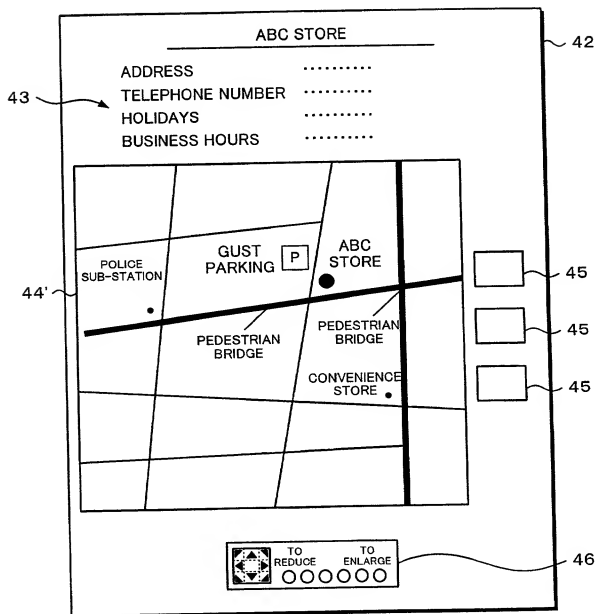 ABC STORE
42
ADDRESS ..........
43
TELEPHONE NUMBER ..........
HOLIDAYS ..........
BUSINESS HOURS ..........
POLICE
SUB-STATION
GUST
PARKING
P
ABC
STORE
44'
45
PEDESTRIAN
BRIDGE
PEDESTRIAN
BRIDGE
45
CONVENIENCE
STORE
45
TO
REDUCE
TO
ENLARGE
46